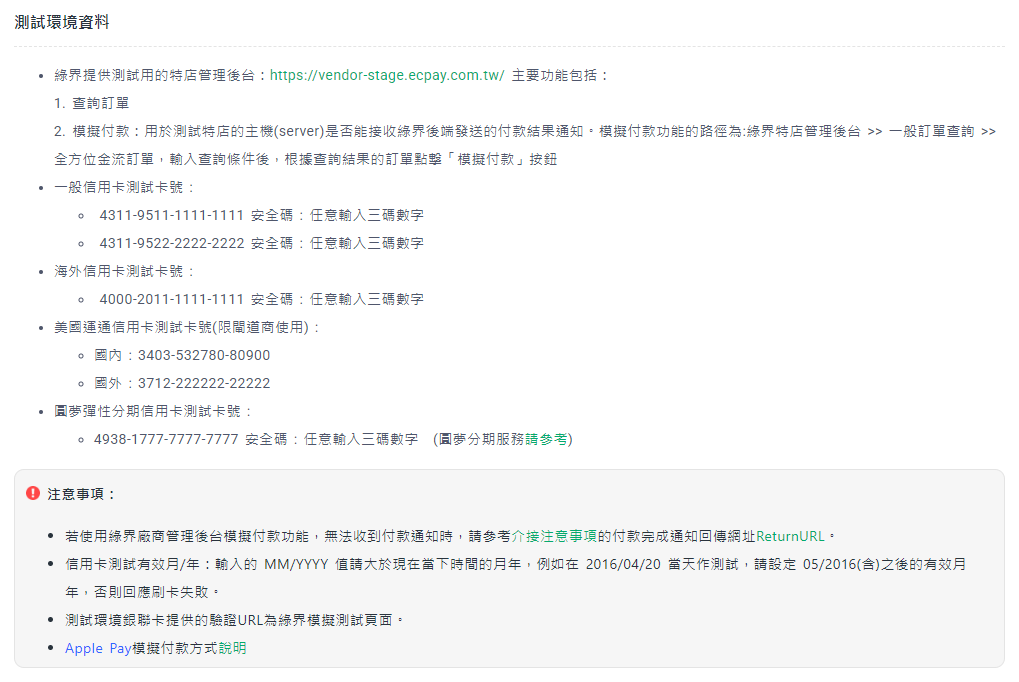 測試環境資料
綠界提供測試用的特店管理後台：https://vendor-stage.ecpay.com.tw/ 主要功能包括：
1. 查詢訂單
2. 模擬付款：用於測試特店的主機(server)是否能接收綠界後端發送的付款結果通知。模擬付款功能的路徑為:綠界特店管理後台 >> 一般訂單查詢 >>
全方位金流訂單，輸入查詢條件後，根據查詢結果的訂單點擊「模擬付款」按鈕
一般信用卡測試卡號：
4311-9511-1111-1111 安全碼：任意輸入三碼數字
4311-9522-2222-2222 安全碼：任意輸入三碼數字
海外信用卡測試卡號：
4000-2011-1111-1111 安全碼：任意輸入三碼數字
美國運通信用卡測試卡號(限閘道商使用)：
國內：3403-532780-80900
國外：3712-222222-22222
圓夢彈性分期信用卡測試卡號：
4938-1777-7777-7777 安全碼：任意輸入三碼數字 (圓夢分期服務請參考)
注意事項：
若使用綠界廠商管理後台模擬付款功能，無法收到付款通知時，請參考介接注意事項的付款完成通知回傳網址ReturnURL。
信用卡測試有效月/年：輸入的 MM/YYYY 值請大於現在當下時間的月年，例如在 2016/04/20 當天作測試，請設定 05/2016(含)之後的有效月
年，否則回應刷卡失敗。
測試環境銀聯卡提供的驗證URL為綠界模擬測試頁面。
Apple Pay模擬付款方式說明